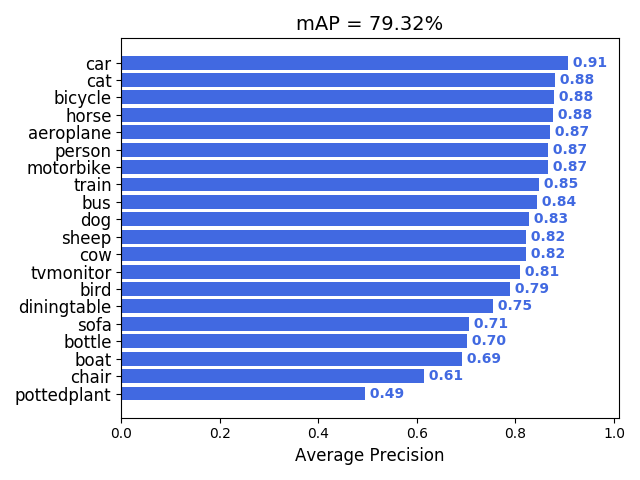 mAP = 79.32%
car 0.91
cat 0.88
bicycle 0.88
horse 0.88
aeroplane 0.87
person 0.87
motorbike 0.87
train 0.85
bus 0.84
dog 0.83
sheep 0.82
cow 0.82
tvmonitor 0.81
bird 0.79
diningtable 0.75
sofa 0.71
bottle 0.70
boat 0.69
chair 0.61
pottedplant 0.49
0.0 0.2 0.4 0.6 0.8 1.0
Average Precision